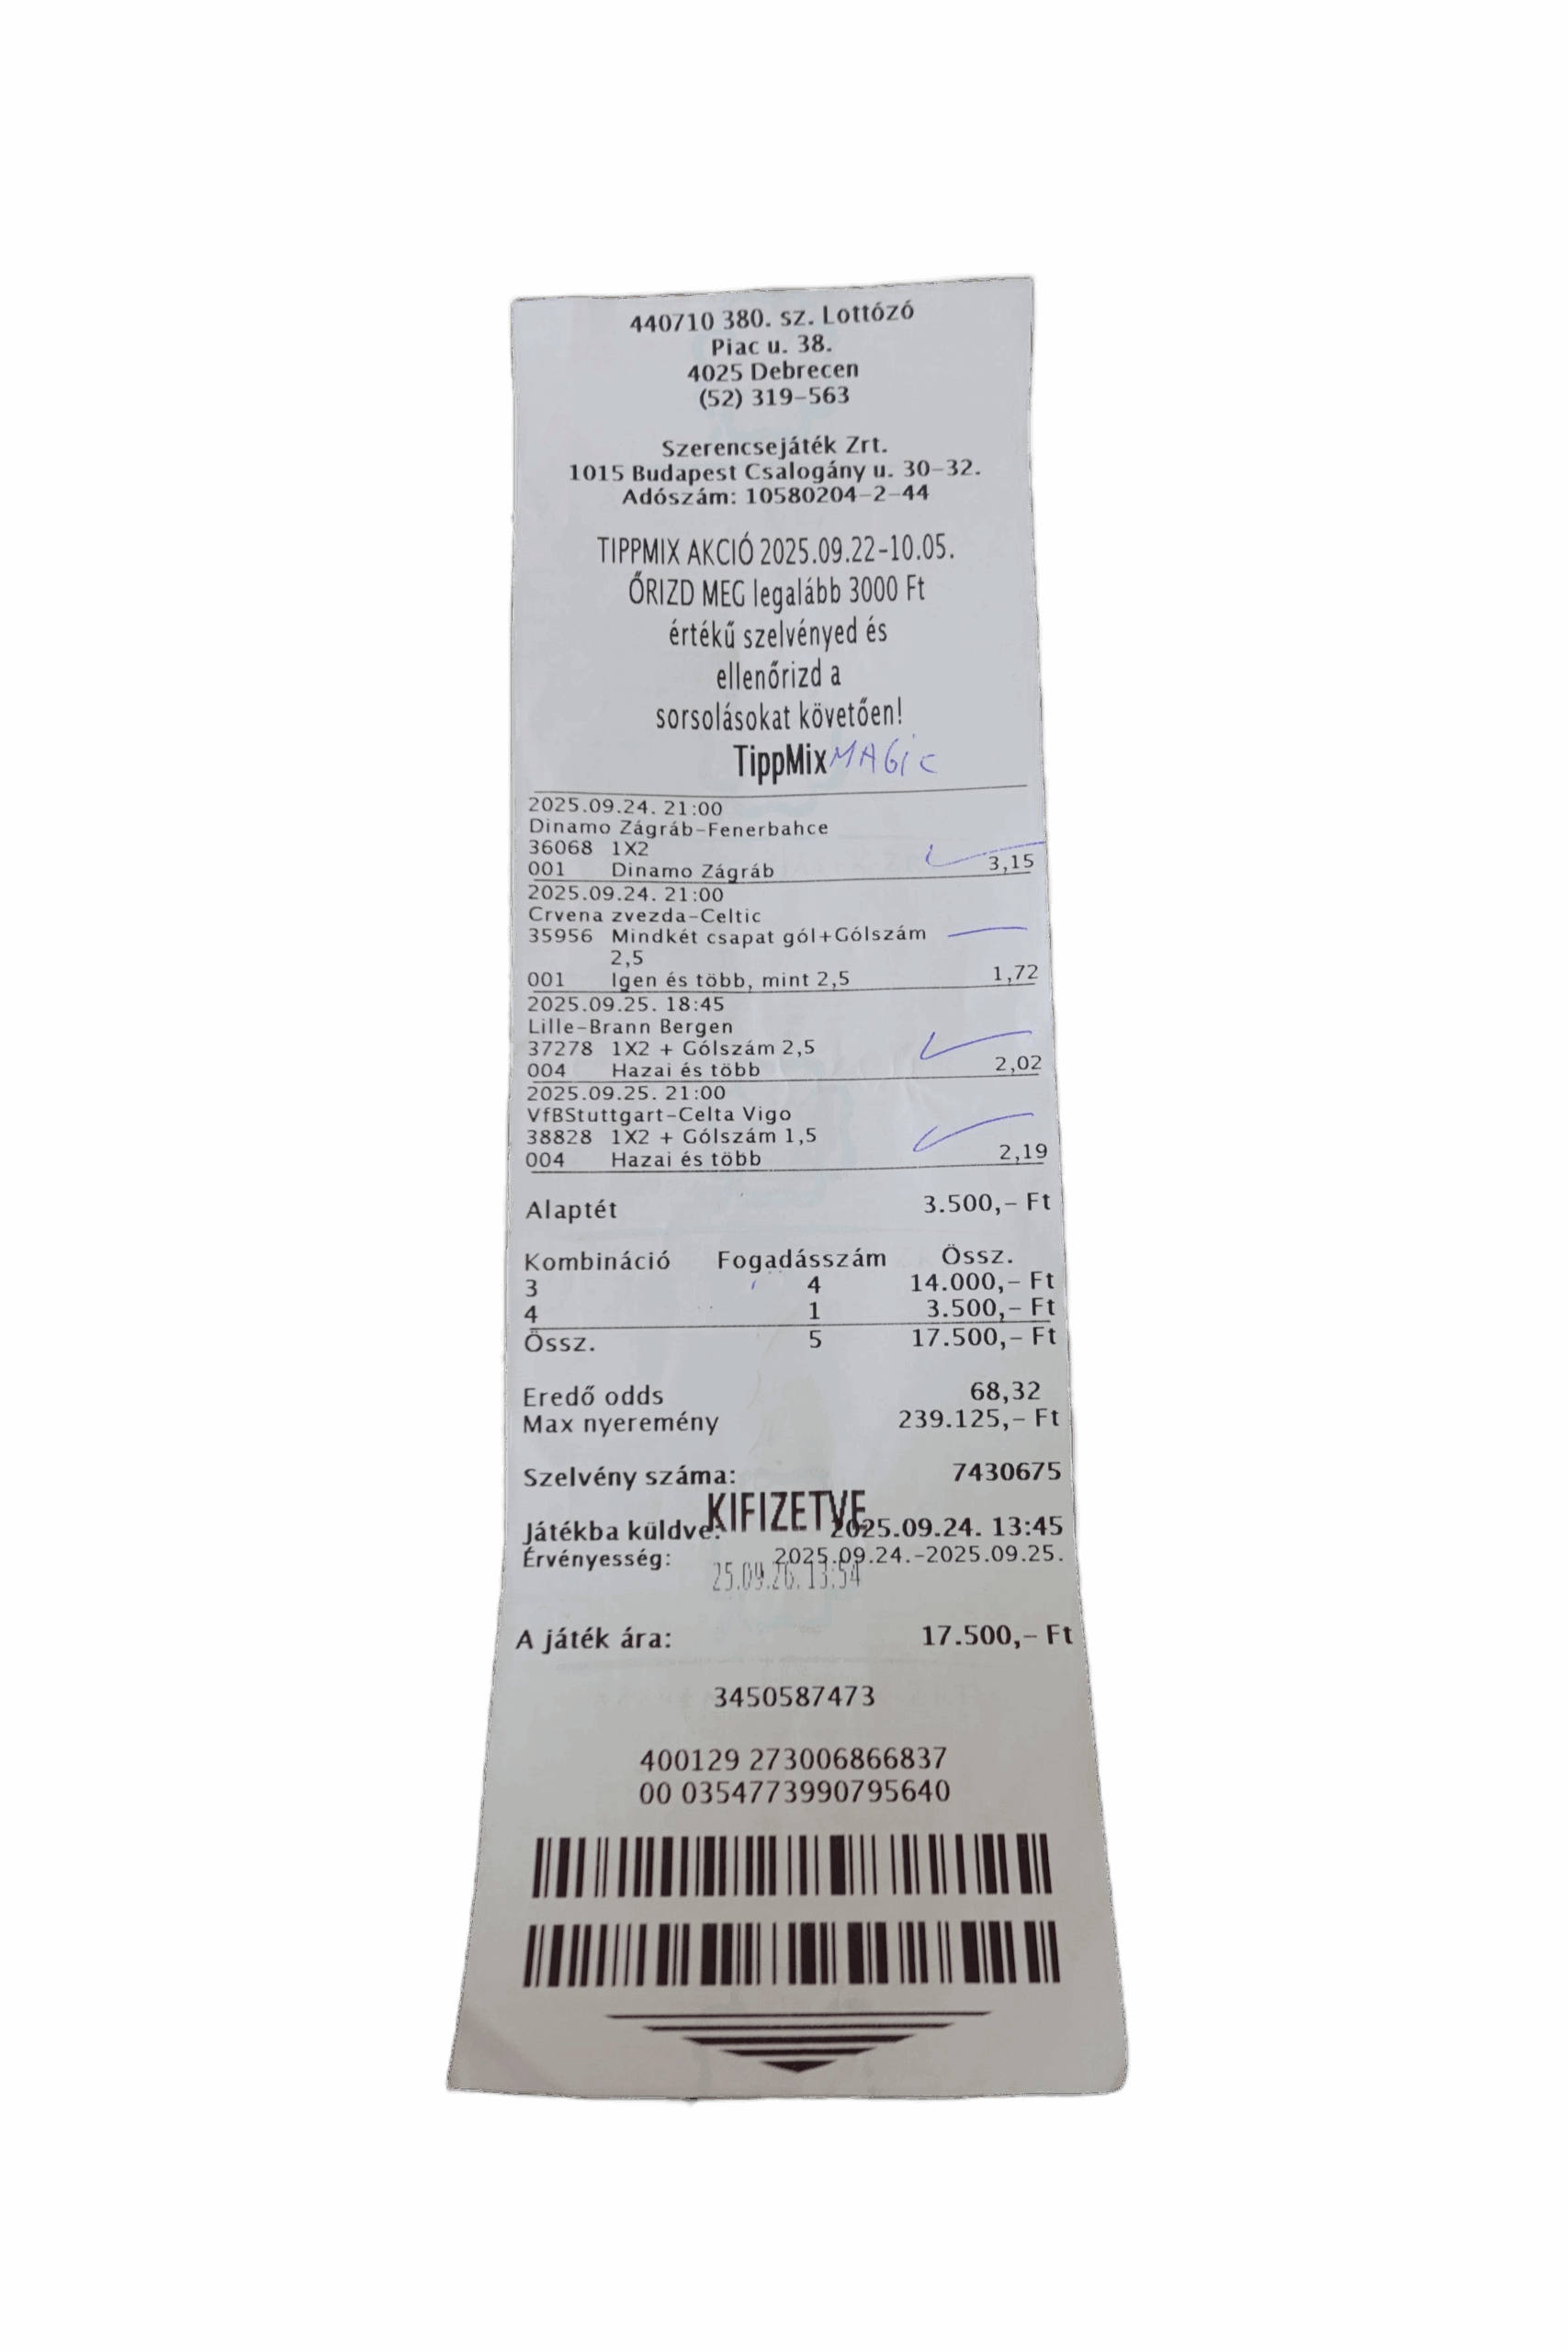 440710 380. sz. Lottózó
Piac u. 38.
4025 Debrecen
(52) 319-563
Szerencsejáték Zrt.
1015 Budapest Csalogány u. 30-32.
Adószám: 10580204-2-44
TIPPMIX AKCIÓ 2025.09.22-10.05.
ŐRIZD MEG legalább 3000 Ft
értékű szelvényed és
ellenőrizd a
sorsolásokat követően!
TippMix MAGiC
2025.09.24. 21:00
Dinamo Zágráb-Fenerbahce
36068 1X2
001 Dinamo Zágráb 3,15
2025.09.24. 21:00
Crvena zvezda-Celtic
35956 Mindkét csapat gól+Gólszám
2,5
001 Igen és több, mint 2,5 1,72
2025.09.25. 18:45
Lille-Brann Bergen
37278 1X2 + Gólszám 2,5
004 Hazai és több 2,02
2025.09.25. 21:00
VfBStuttgart-Celta Vigo
38828 1X2 + Gólszám 1,5
004 Hazai és több 2,19
Alaptét 3.500,- Ft
Kombináció Fogadásszám Össz.
3 4 14.000,- Ft
4 1 3.500,- Ft
Össz. 5 17.500,- Ft
Eredő odds 68,32
Max nyeremény 239.125,- Ft
Szelvény száma: 7430675
KIFIZETVE
Játékba küldve: 2025.09.24. 13:45
Érvényesség: 2025.09.24.-2025.09.25.
25.09.26. 13:54
A játék ára: 17.500,- Ft
3450587473
400129 273006866837
00 0354773990795640